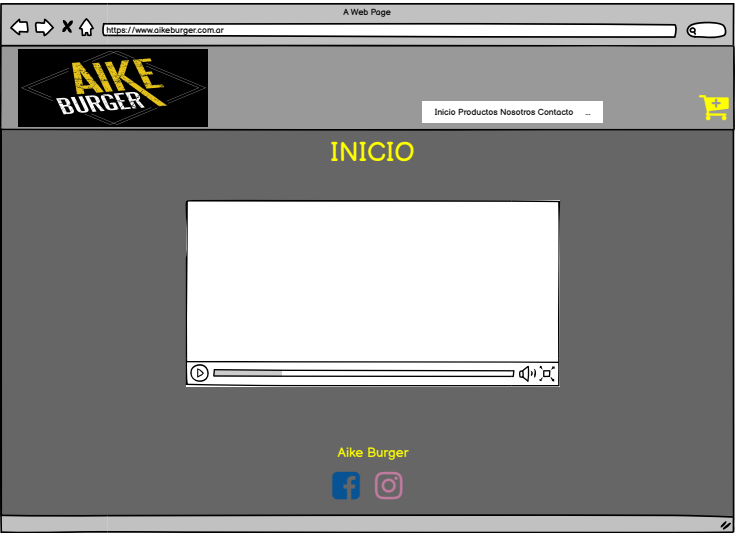 A Web Page
https://www.aikeburger.com.ar
AIKE
BURGER
Inicio Productos Nosotros Contacto ...
INICIO
Aike Burger